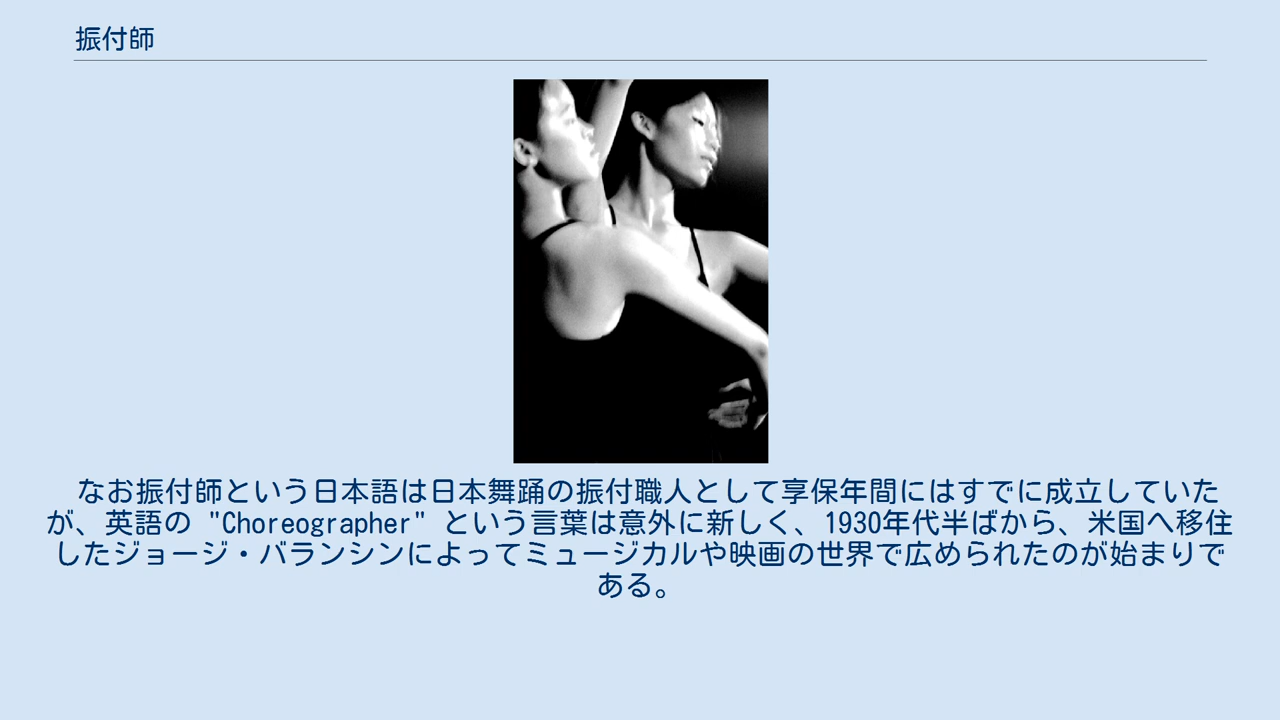 振付師
なお振付師という日本語は日本舞踊の振付職人として享保年間にはすでに成立していた
が、英語の "Choreographer" という言葉は意外に新しく、1930年代半ばから、米国へ移住
したジョージ・バランシンによってミュージカルや映画の世界で広められたのが始まりで
ある。